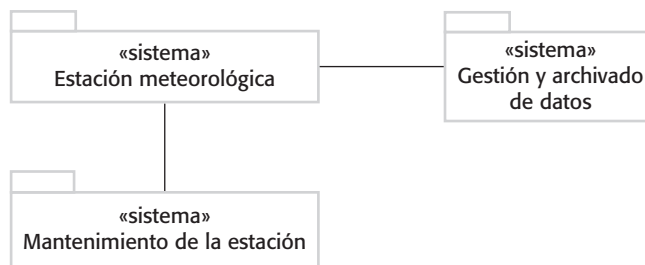 «sistema»
Estación meteorológica
«sistema»
Gestión y archivado
de datos
«sistema»
Mantenimiento de la estación